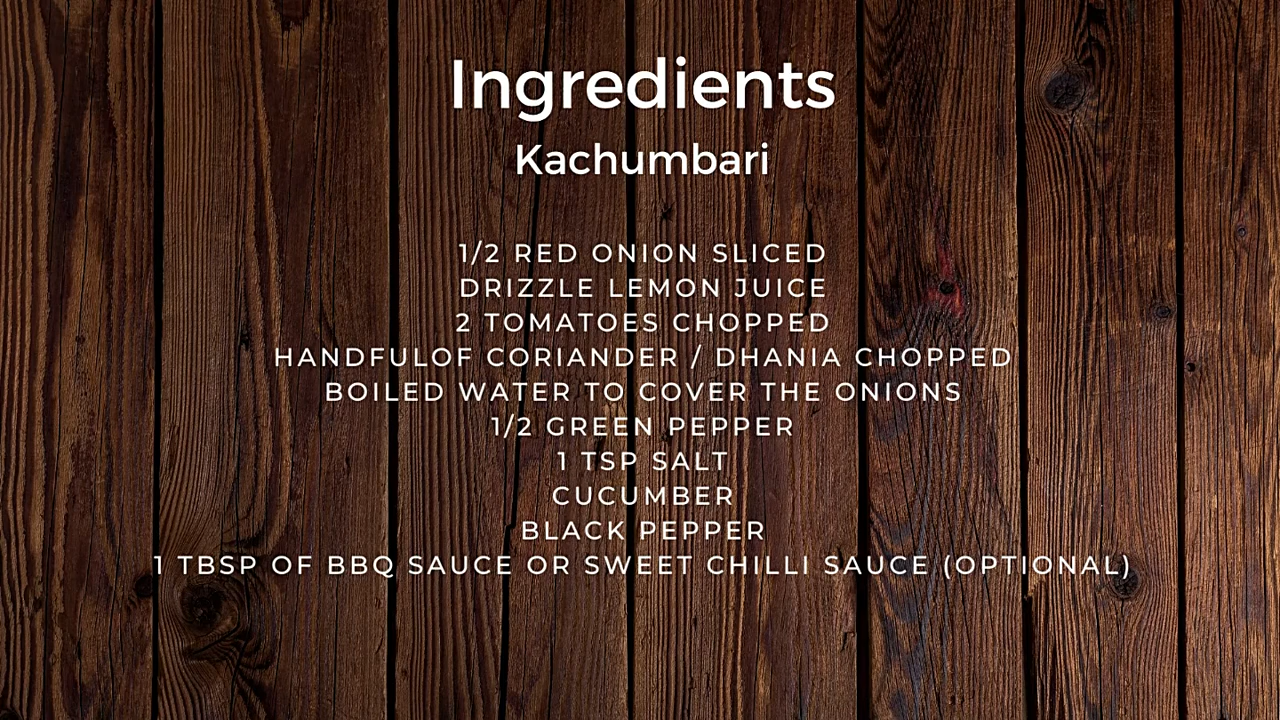 Ingredients
Kachumbari
1/2 RED ONION SLICED
DRIZZLE LEMON JUICE
2 TOMATOES CHOPPED
HANDFULOF CORIANDER / DHANIA CHOPPED
BOILED WATER TO COVER THE ONIONS
1/2 GREEN PEPPER
1 TSP SALT
CUCUMBER
BLACK PEPPER
1 TBSP OF BBQ SAUCE OR SWEET CHILLI SAUCE (OPTIONAL)